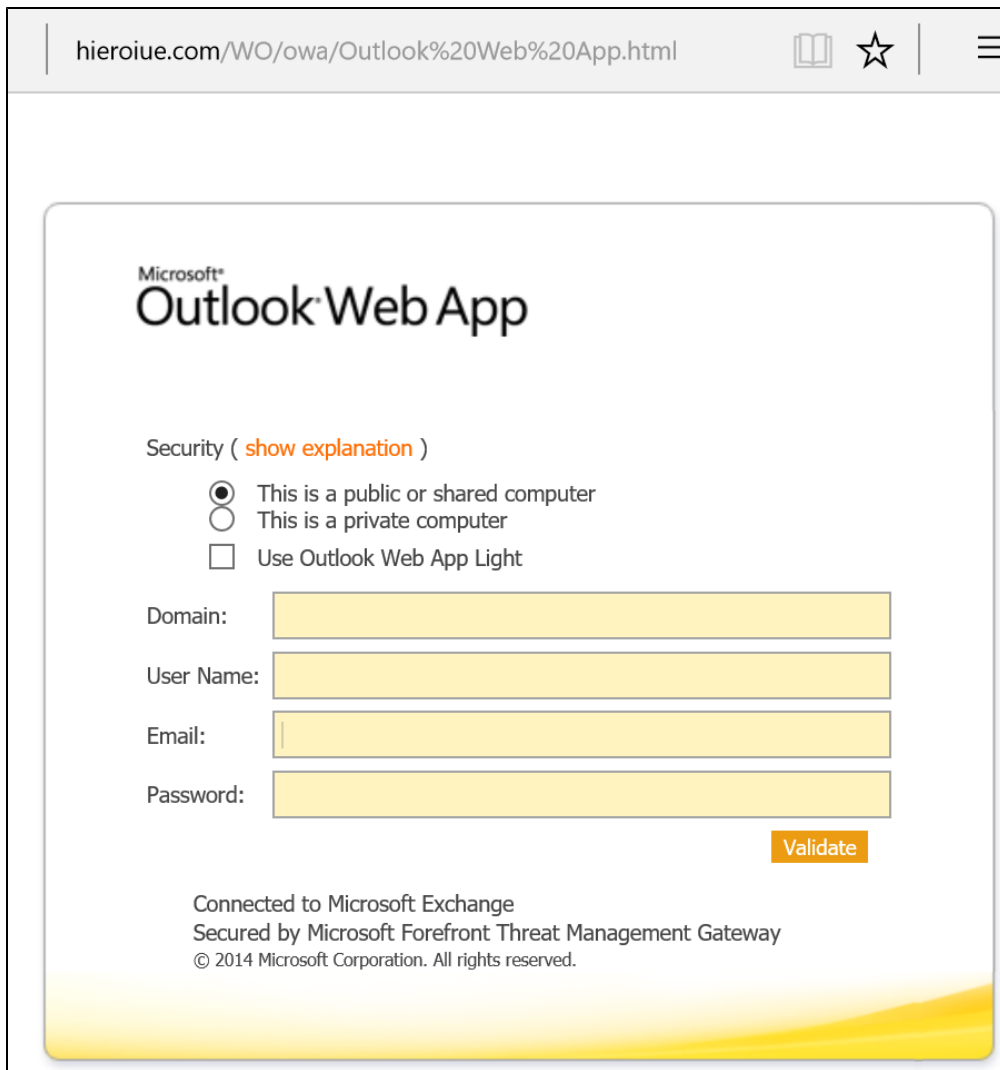 hieroiue.com/WO/owa/Outlook%20Web%20App.html
Microsoft®
Outlook® Web App
Security ( show explanation )
This is a public or shared computer
This is a private computer
Use Outlook Web App Light
Domain:
User Name:
Email:
Password:
Validate
Connected to Microsoft Exchange
Secured by Microsoft Forefront Threat Management Gateway
© 2014 Microsoft Corporation. All rights reserved.